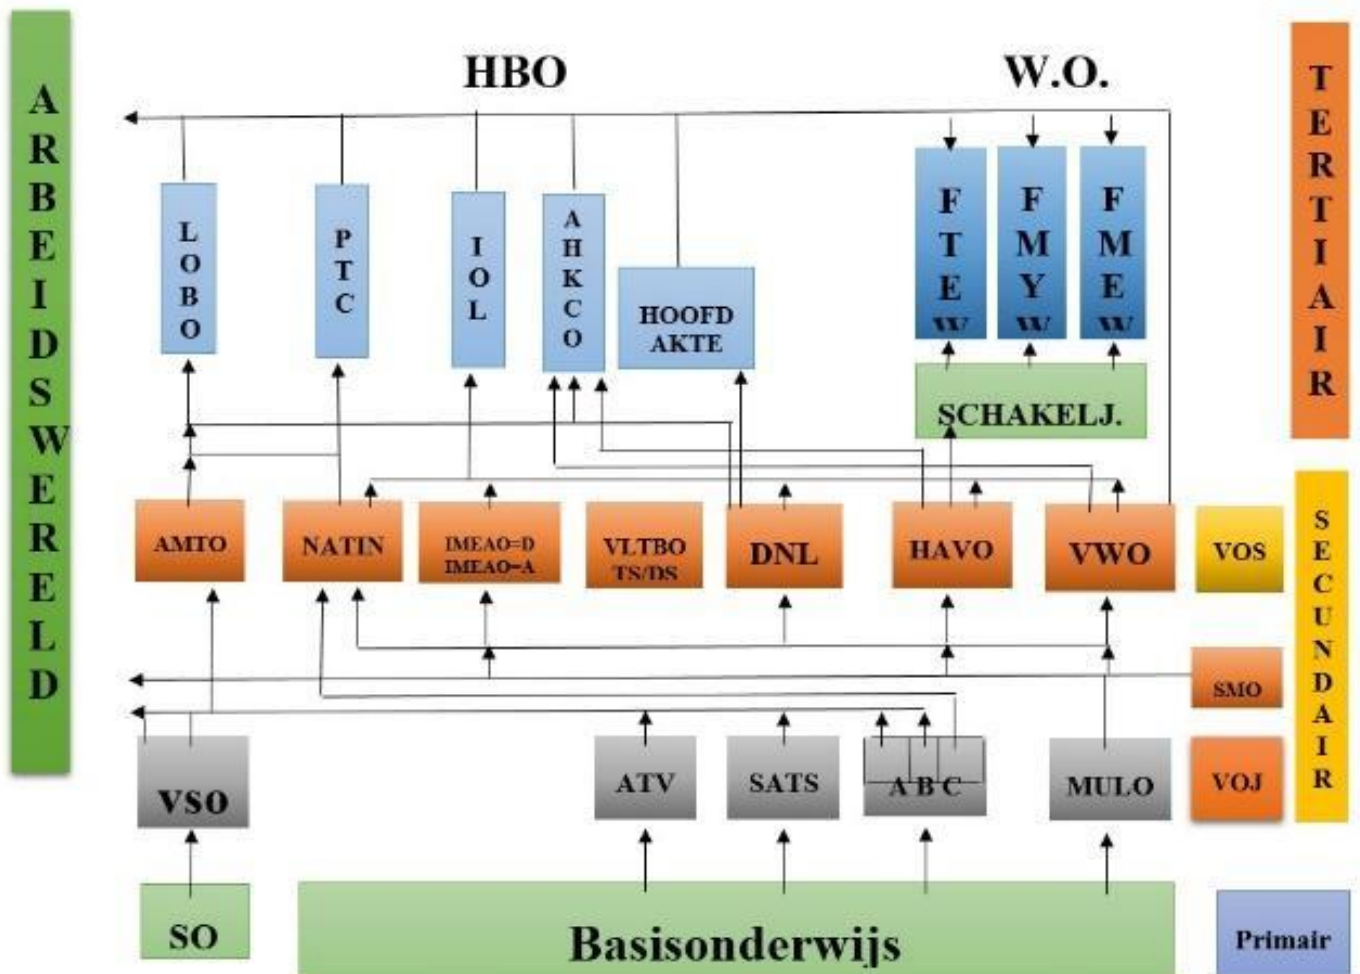 ARBEIDSWERELD
HBO
W.O.
TERTIAIR
LOBO
PTC
IOL
AHKCO
HOOFD
AKTE
FTEW
FMYW
FMEW
SCHAKELJ.
AMTO
NATIN
IMEAO=D
IMEAO=A
VLTBO
TS/DS
DNL
HAVO
VWO
VOS
SECUNDAIR
SMO
VSO
ATV
SATS
A B C
MULO
VOJ
SO
Basisonderwijs
Primair